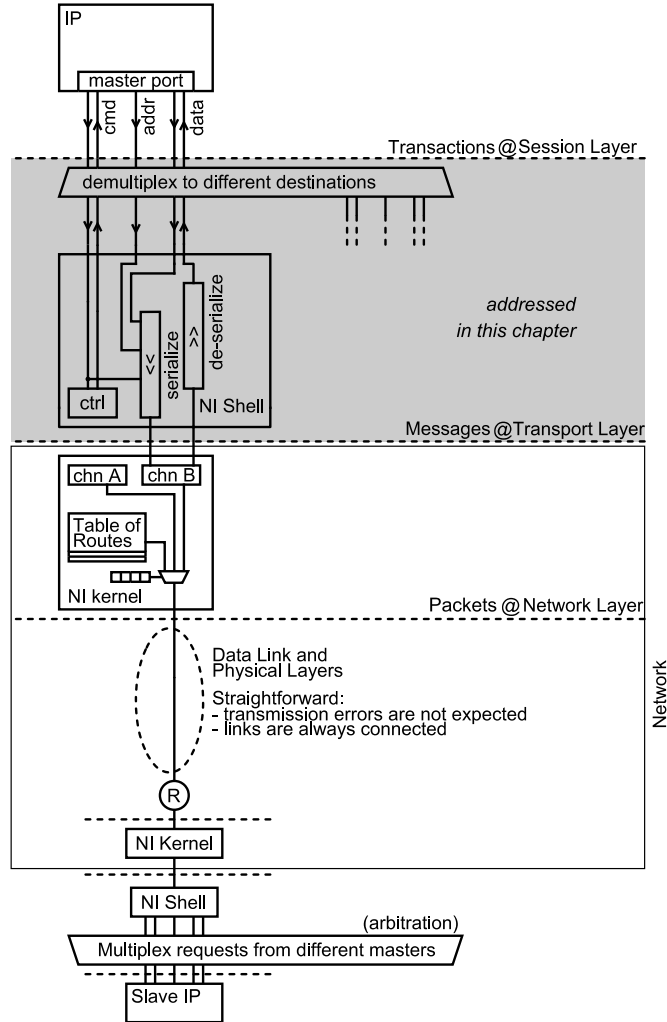 IP
master port
cmd
addr
data
Transactions@Session Layer
demultiplex to different destinations
addressed
in this chapter
>>
de-serialize
<<
serialize
ctrl
NI Shell
Messages@Transport Layer
chn A
chn B
Table of
Routes
NI kernel
Packets@Network Layer
Data Link and
Physical Layers
Straightforward:
- transmission errors are not expected
- links are always connected
Network
R
NI Kernel
NI Shell
(arbitration)
Multiplex requests from different masters
Slave IP